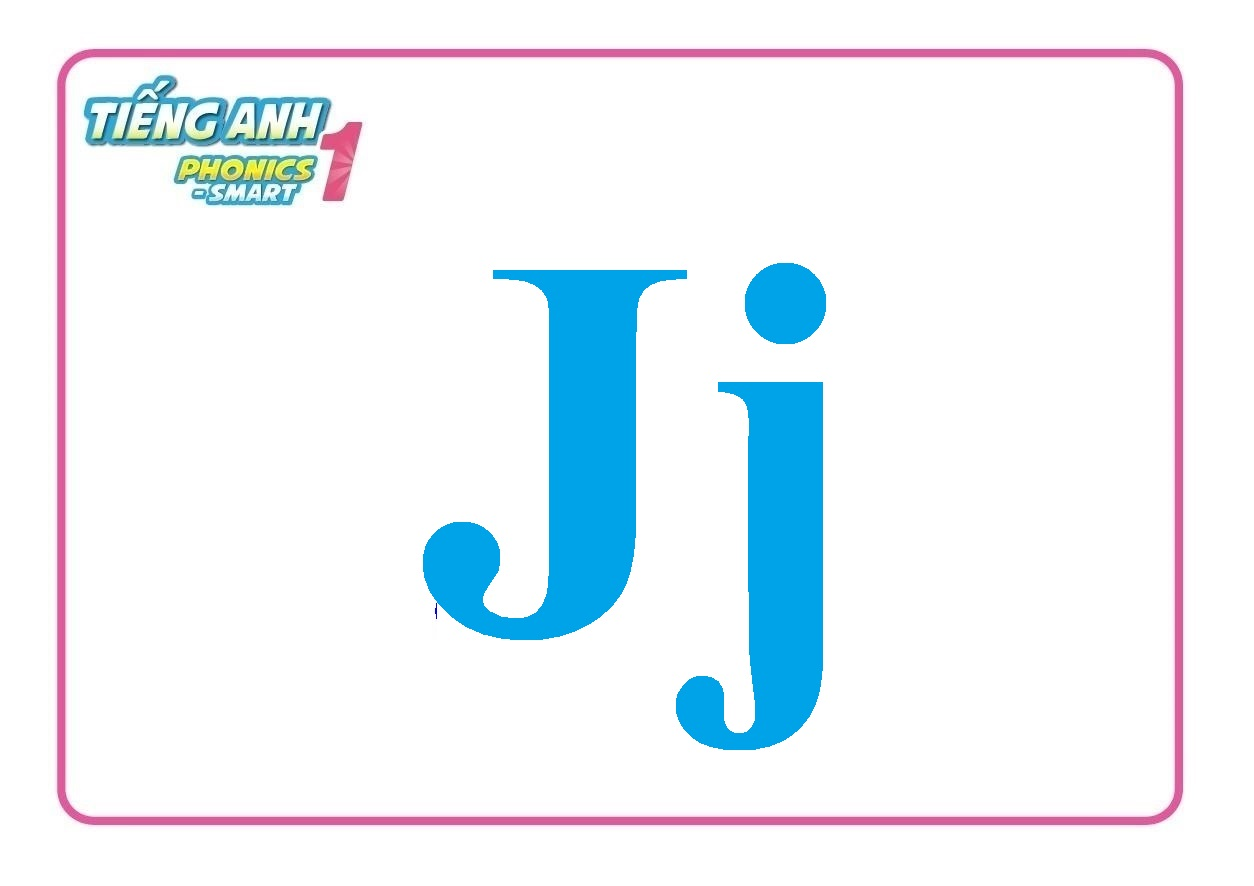 TIẾNG ANH 1
PHONICS
-SMART
Jj